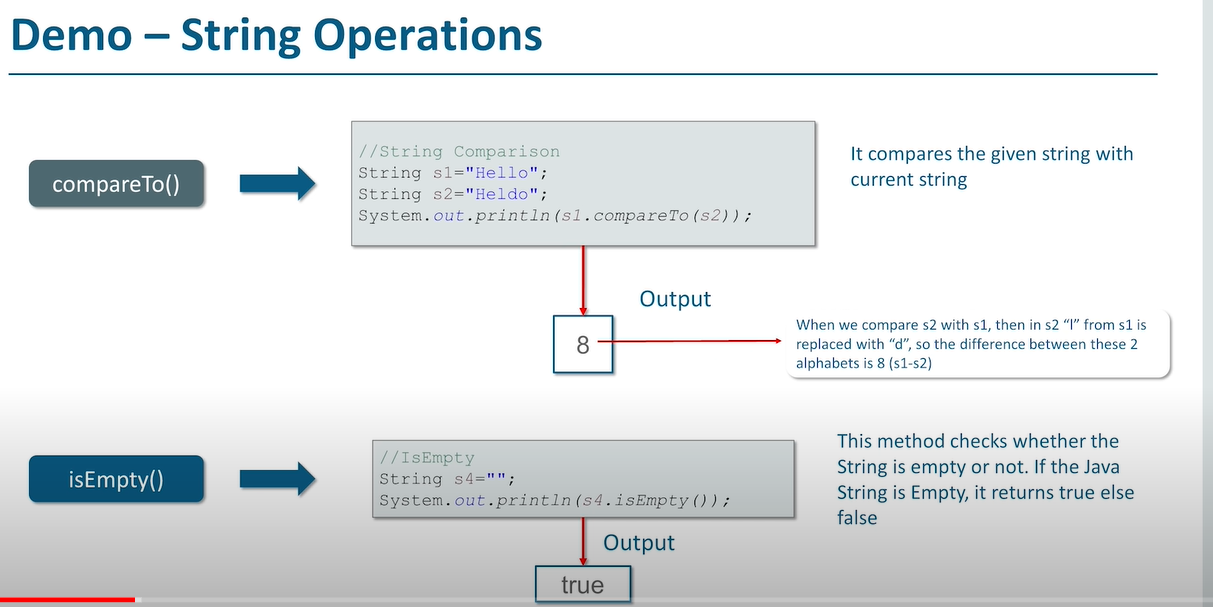 Demo – String Operations
compareTo()
//String Comparison
String s1="Hello";
String s2="Heldo";
System.out.println(s1.compareTo(s2));
It compares the given string with
current string
Output
8
When we compare s2 with s1, then in s2 “l” from s1 is
replaced with “d”, so the difference between these 2
alphabets is 8 (s1-s2)
isEmpty()
//IsEmpty
String s4="";
System.out.println(s4.isEmpty());
This method checks whether the
String is empty or not. If the Java
String is Empty, it returns true else
false
Output
true